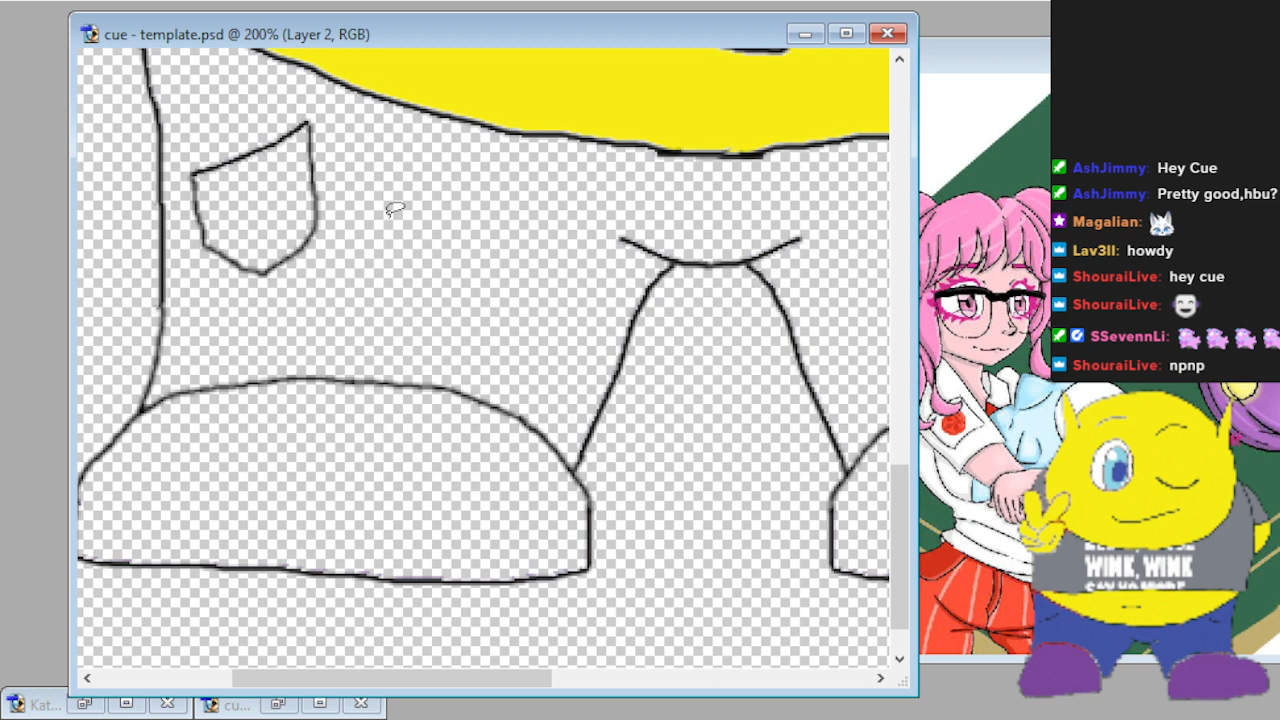 cue - template.psd @ 200% (Layer 2, RGB)
AshJimmy: Hey Cue
AshJimmy: Pretty good,hbu?
Magalian:
Lav3ll: howdy
ShouraiLive: hey cue
ShouraiLive:
SSevennLi:
ShouraiLive: npnp
WINK, WINK
Kat...
cu...